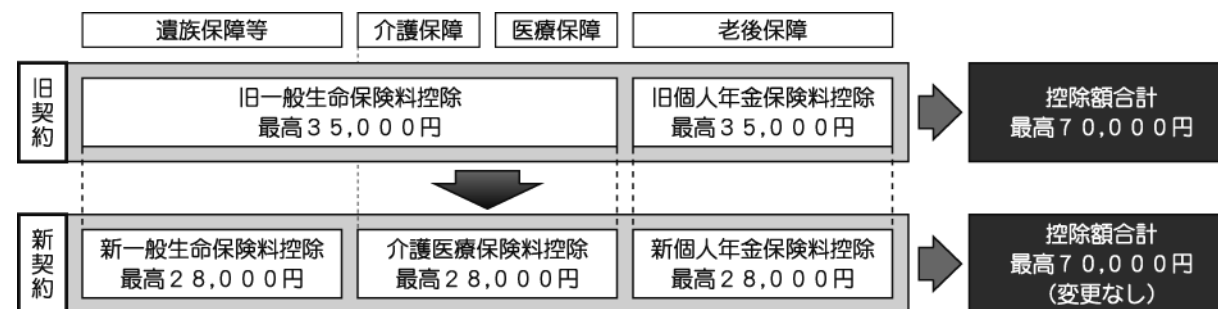 遺族保障等
介護保障
医療保障
老後保障
旧契約
旧一般生命保険料控除
最高３５,０００円
旧個人年金保険料控除
最高３５,０００円
控除額合計
最高７０,０００円
新契約
新一般生命保険料控除
最高２８,０００円
介護医療保険料控除
最高２８,０００円
新個人年金保険料控除
最高２８,０００円
控除額合計
最高７０,０００円
（変更なし）